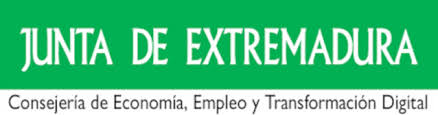 JUNTA DE EXTREMADURA
Consejería de Economía, Empleo y Transformación Digital